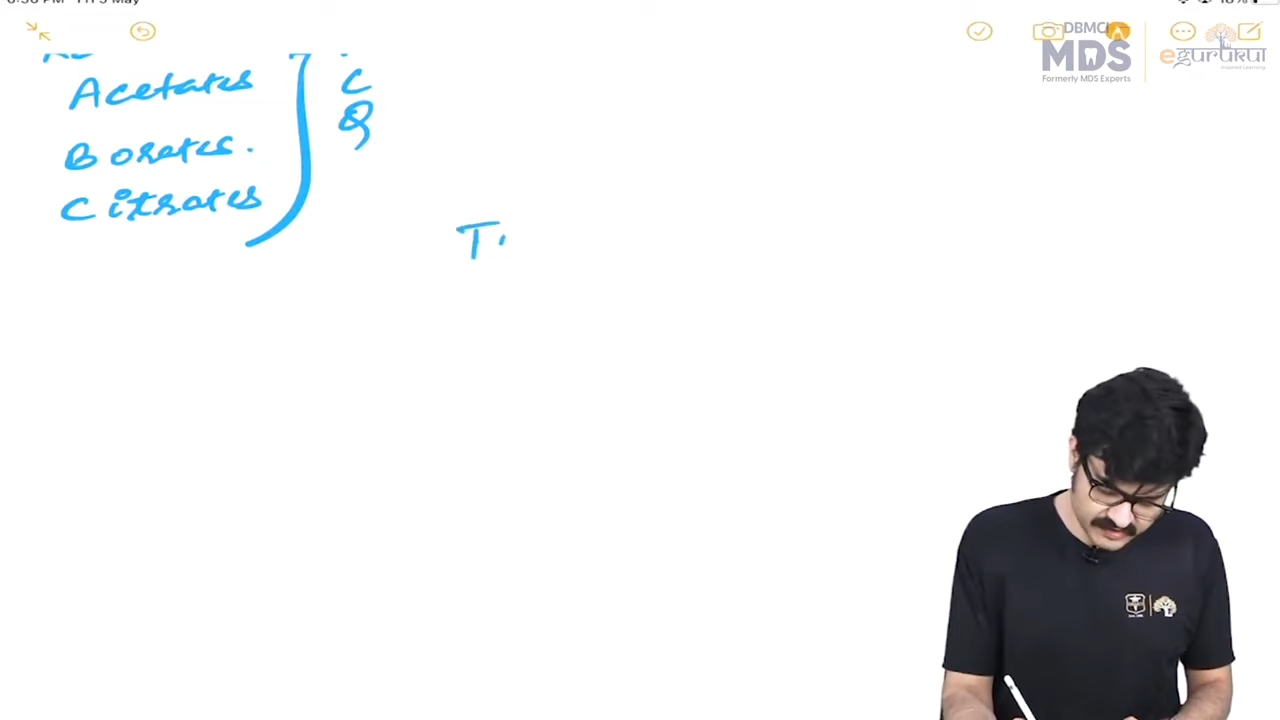 DBMCI
MDS
Formerly MDS Experts
egurukul
Acetates
Borates.
Citrates
C
Q
T